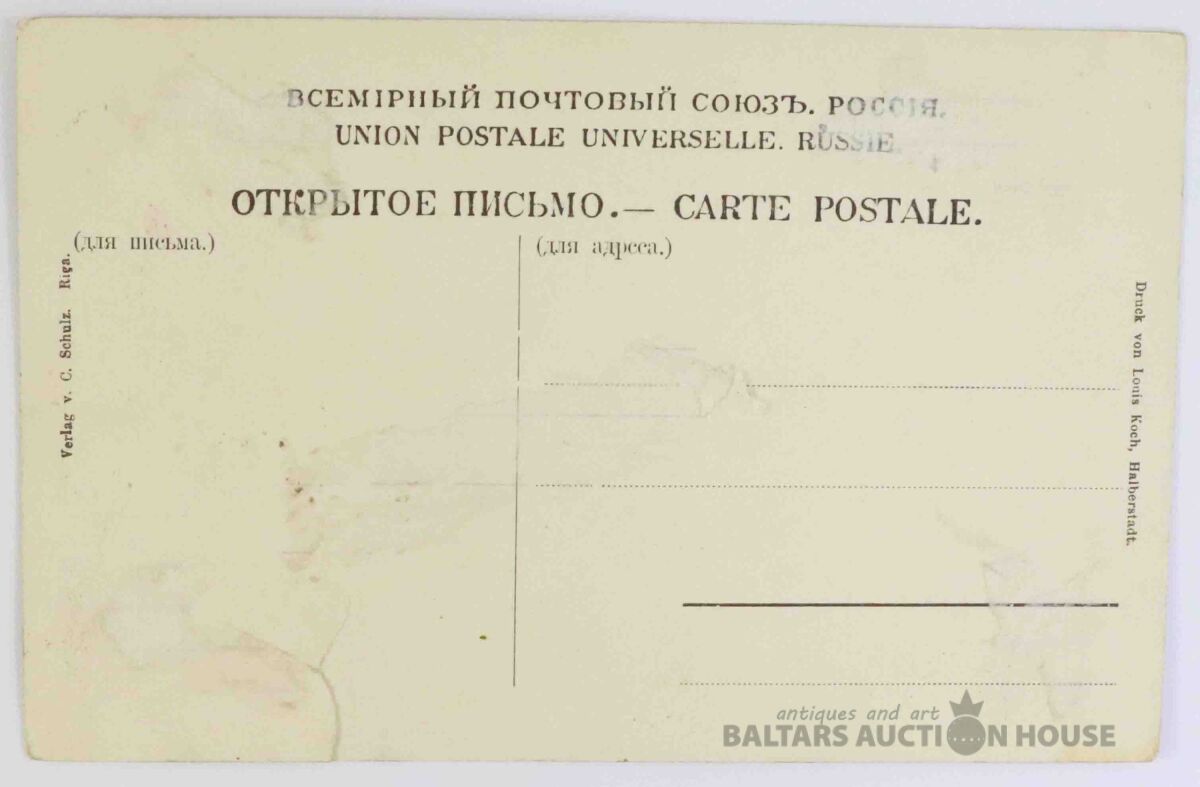 ВСЕМІРНЫЙ ПОЧТОВЫЙ СОЮЗЪ. РОССІЯ.
UNION POSTALE UNIVERSELLE. RUSSIE.
ОТКРЫТОЕ ПИСЬМО.— CARTE POSTALE.
(для письма.)
(для адреса.)
Verlag v. C. Schulz. Riga.
Druck von Louis Koch, Halberstadt.
antiques and art
BALTARS AUCTION HOUSE